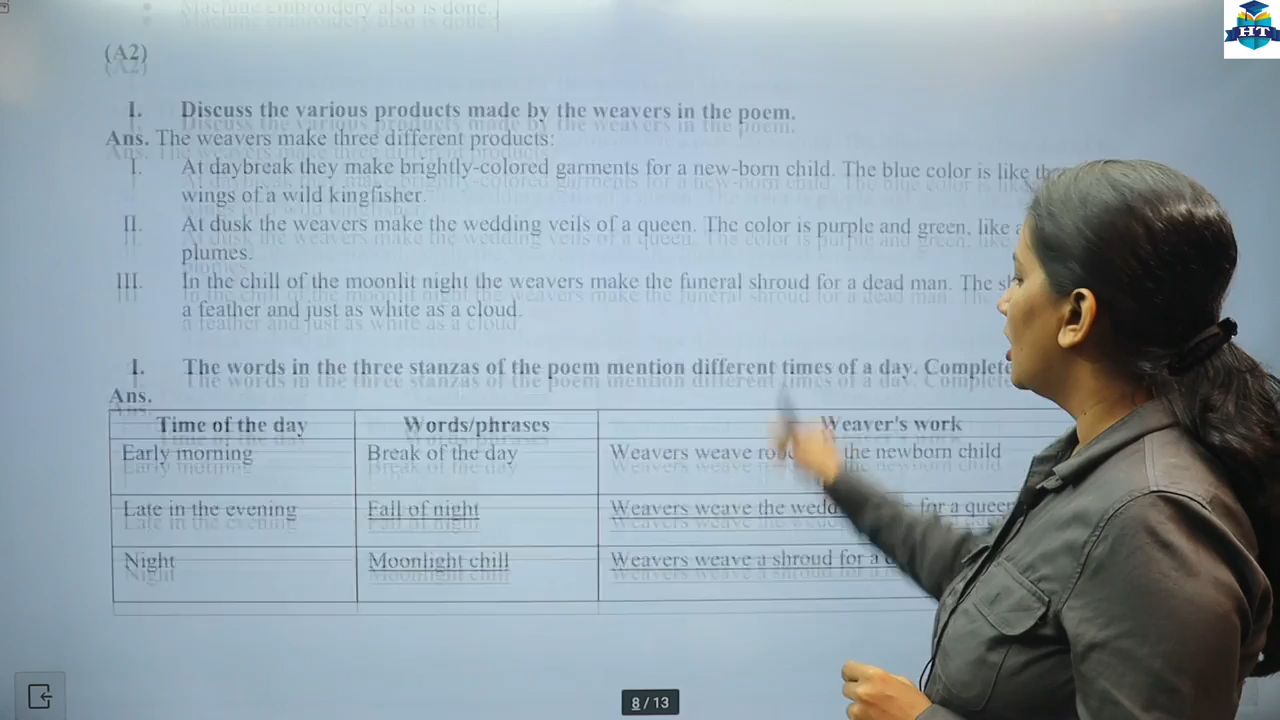 Machine embroidery also is done.
HT
(A2)
I. Discuss the various products made by the weavers in the poem.
Ans. The weavers make three different products:
I. At daybreak they make brightly-colored garments for a new-born child. The blue color is like
wings of a wild kingfisher.
II. At dusk the weavers make the wedding veils of a queen. The color is purple and green, like
plumes.
III. In the chill of the moonlit night the weavers make the funeral shroud for a dead man. The
a feather and just as white as a cloud.
I. The words in the three stanzas of the poem mention different times of a day. Complete
Ans.
Time of the day Words/phrases Weaver's work
Early morning Break of the day Weavers weave the newborn child
Late in the evening Fall of night Weavers weave the for a queen
Night Moonlight chill Weavers weave a shroud for a
8 / 13